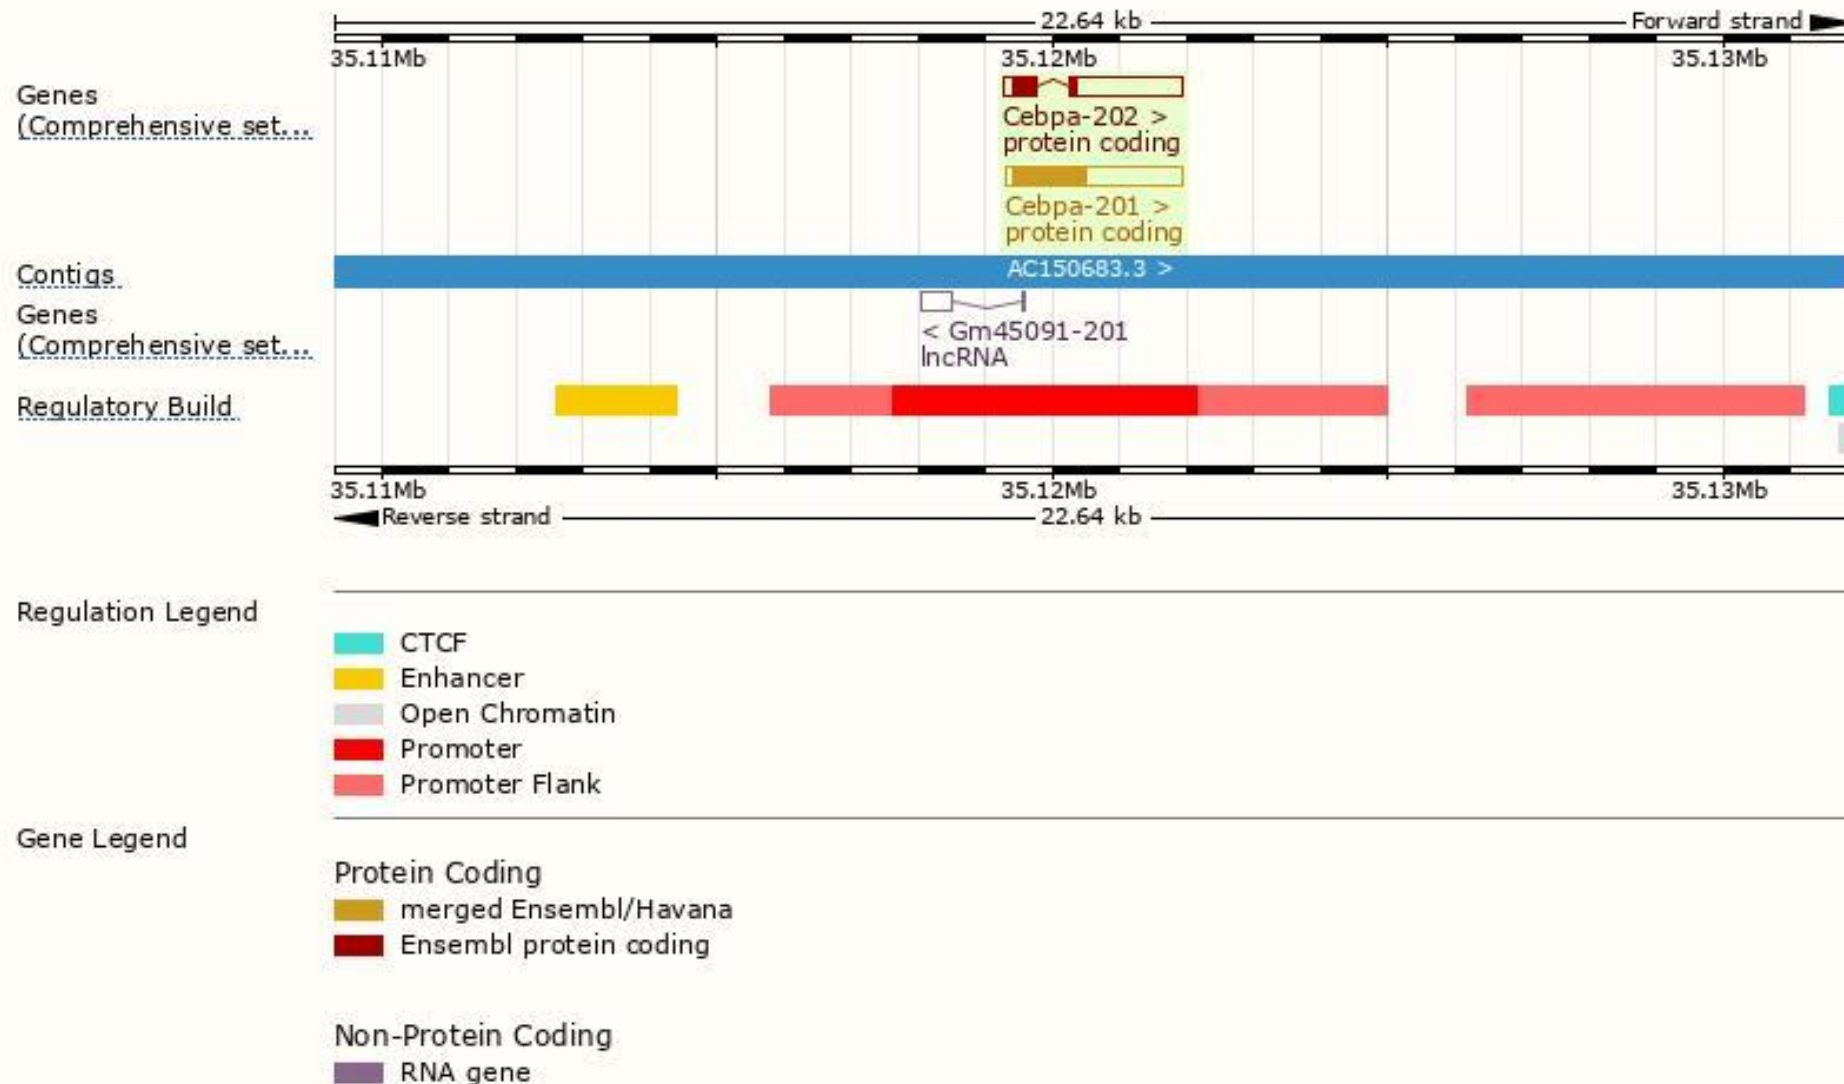 22.64 kb
Forward strand
35.11Mb 35.12Mb 35.13Mb
Genes
(Comprehensive set...
Cebpa-202 >
protein coding
Cebpa-201 >
protein coding
Contigs
AC150683.3 >
Genes
(Comprehensive set...
< Gm45091-201
lncRNA
Regulatory Build
35.11Mb 35.12Mb 35.13Mb
Reverse strand
22.64 kb
Regulation Legend
CTCF
Enhancer
Open Chromatin
Promoter
Promoter Flank
Gene Legend
Protein Coding
merged Ensembl/Havana
Ensembl protein coding
Non-Protein Coding
RNA gene